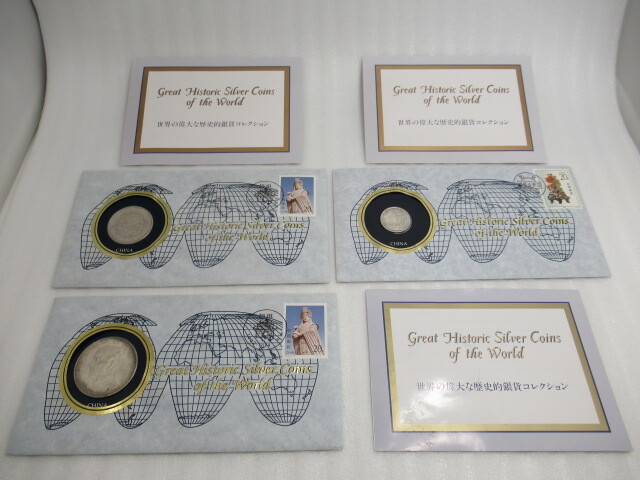 Great Historic Silver Coins
of the World
世界の偉大な歴史的銀貨コレクション
Great Historic Silver Coins
of the World
世界の偉大な歴史的銀貨コレクション
Great Historic Silver Coins
of the World
CHINA
Great Historic Silver Coins
of the World
CHINA
Great Historic Silver Coins
of the World
CHINA
Great Historic Silver Coins
of the World
世界の偉大な歴史的銀貨コレクション